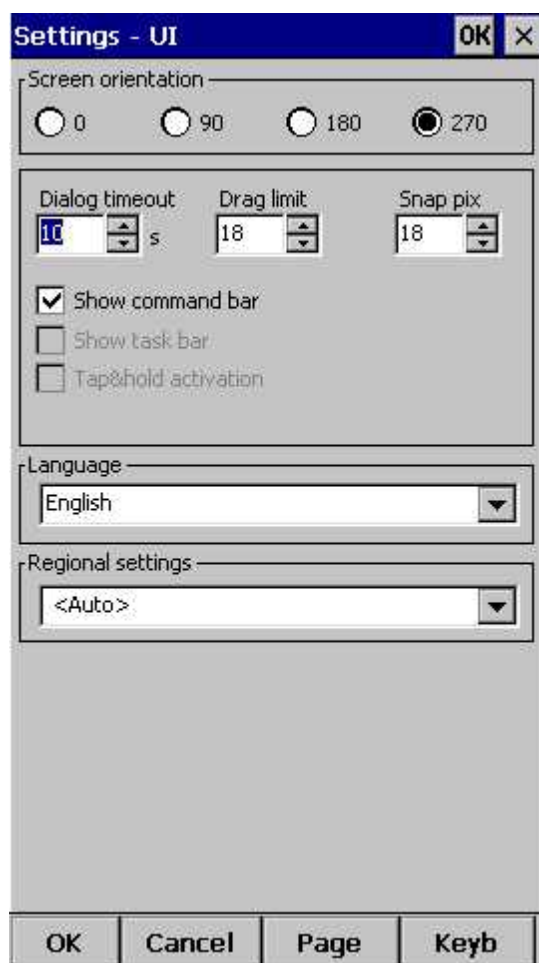 Settings - UI OK ×
Screen orientation
0 90 180 270
Dialog timeout Drag limit Snap pix
10 s 18 18
Show command bar
Show task bar
Tap&hold activation
Language
English
Regional settings
<Auto>
OK Cancel Page Keyb